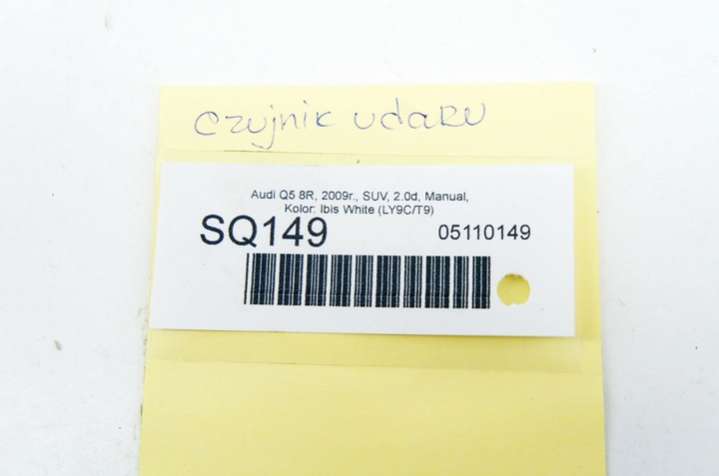 czujnik udaru
Audi Q5 8R, 2009r., SUV, 2.0d, Manual,
Kolor: Ibis White (LY9C/T9)
SQ149 05110149